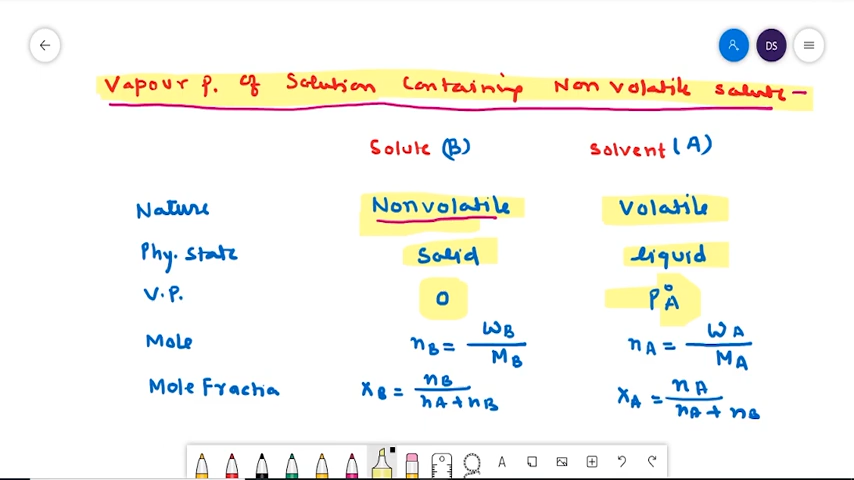 DS
Vapour p. of Solution Containing Non Volatile Solute -
Solute (B) Solvent (A)
Nature Nonvolatile Volatile
Phy. State Solid liquid
V.P. 0 P°A
Mole nB = WB / MB nA = WA / MA
Mole Fraction xB = nB / nA + nB xA = nA / nA + nB
A